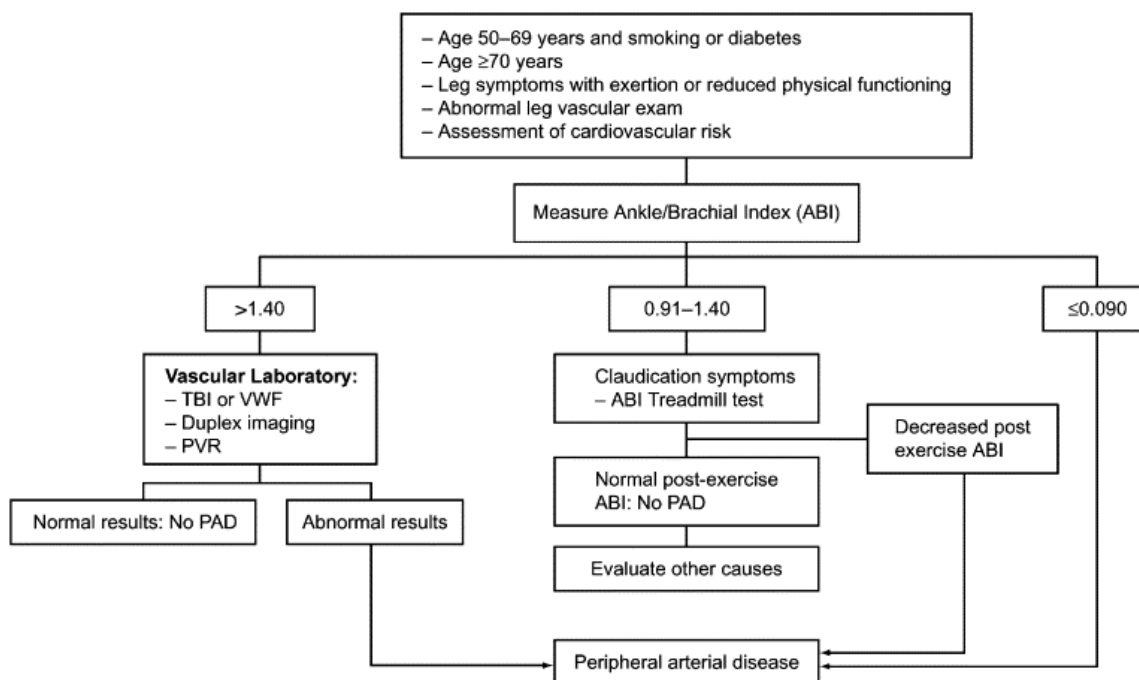 – Age 50–69 years and smoking or diabetes
– Age ≥70 years
– Leg symptoms with exertion or reduced physical functioning
– Abnormal leg vascular exam
– Assessment of cardiovascular risk
Measure Ankle/Brachial Index (ABI)
>1.40
0.91–1.40
≤0.090
Vascular Laboratory:
– TBI or VWF
– Duplex imaging
– PVR
Claudication symptoms
– ABI Treadmill test
Decreased post
exercise ABI
Normal results: No PAD
Abnormal results
Normal post-exercise
ABI: No PAD
Evaluate other causes
Peripheral arterial disease